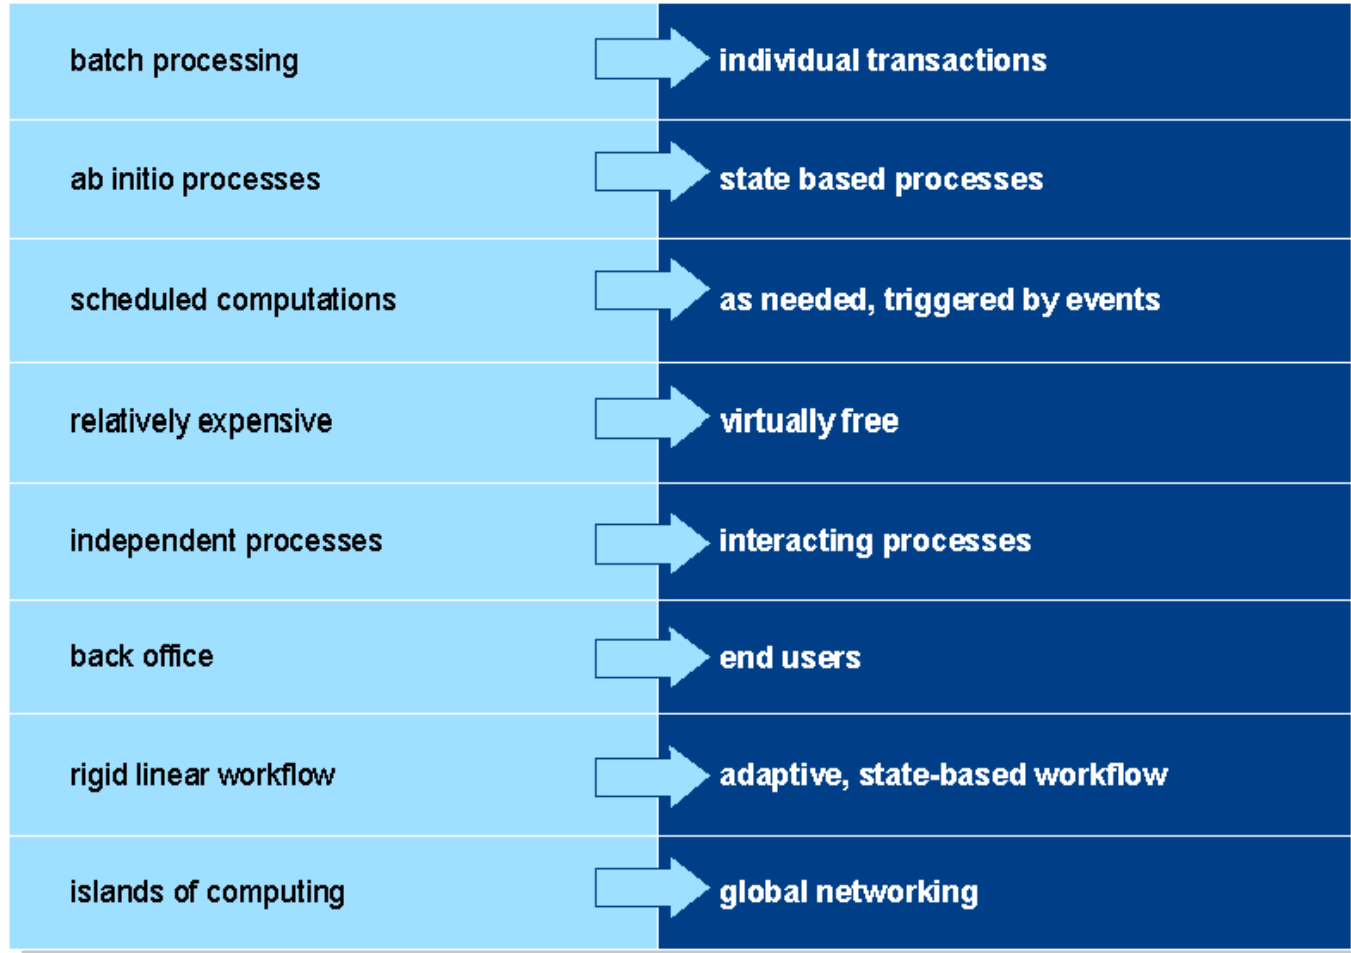 batch processing
individual transactions
ab initio processes
state based processes
scheduled computations
as needed, triggered by events
relatively expensive
virtually free
independent processes
interacting processes
back office
end users
rigid linear workflow
adaptive, state-based workflow
islands of computing
global networking